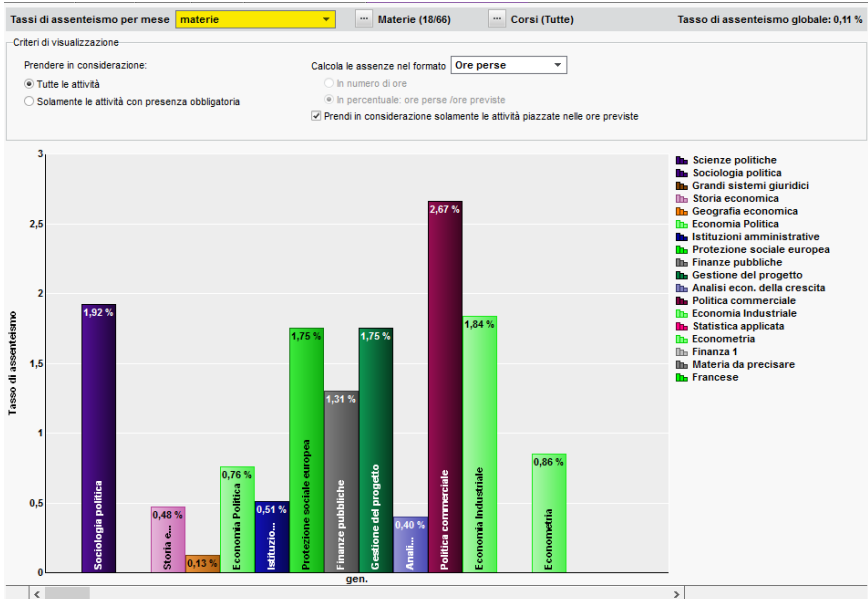 Tassi di assenteismo per mese materie ... Materie (18/66) ... Corsi (Tutte) Tasso di assenteismo globale: 0,11 %
Criteri di visualizzazione
Prendere in considerazione:
Tutte le attività
Solamente le attività con presenza obbligatoria
Calcola le assenze nel formato Ore perse
In numero di ore
In percentuale: ore perse /ore previste
Prendi in considerazione solamente le attività piazzate nelle ore previste
Tasso di assenteismo
3
2,5
2
1,5
1
0,5
0
1,92 %
Sociologia politica
0,48 %
Storia e...
0,13 %
0,76 %
Economia Politica
0,51 %
Istituzio...
1,75 %
Protezione sociale europea
1,31 %
Finanze pubbliche
1,75 %
Gestione del progetto
0,40 %
Anali...
2,67 %
Politica commerciale
1,84 %
Economia Industriale
0,86 %
Econometria
gen.
Scienze politiche
Sociologia politica
Grandi sistemi giuridici
Storia economica
Geografia economica
Economia Politica
Istituzioni amministrative
Protezione sociale europea
Finanze pubbliche
Gestione del progetto
Analisi econ. della crescita
Politica commerciale
Economia Industriale
Statistica applicata
Econometria
Finanza 1
Materia da precisare
Francese